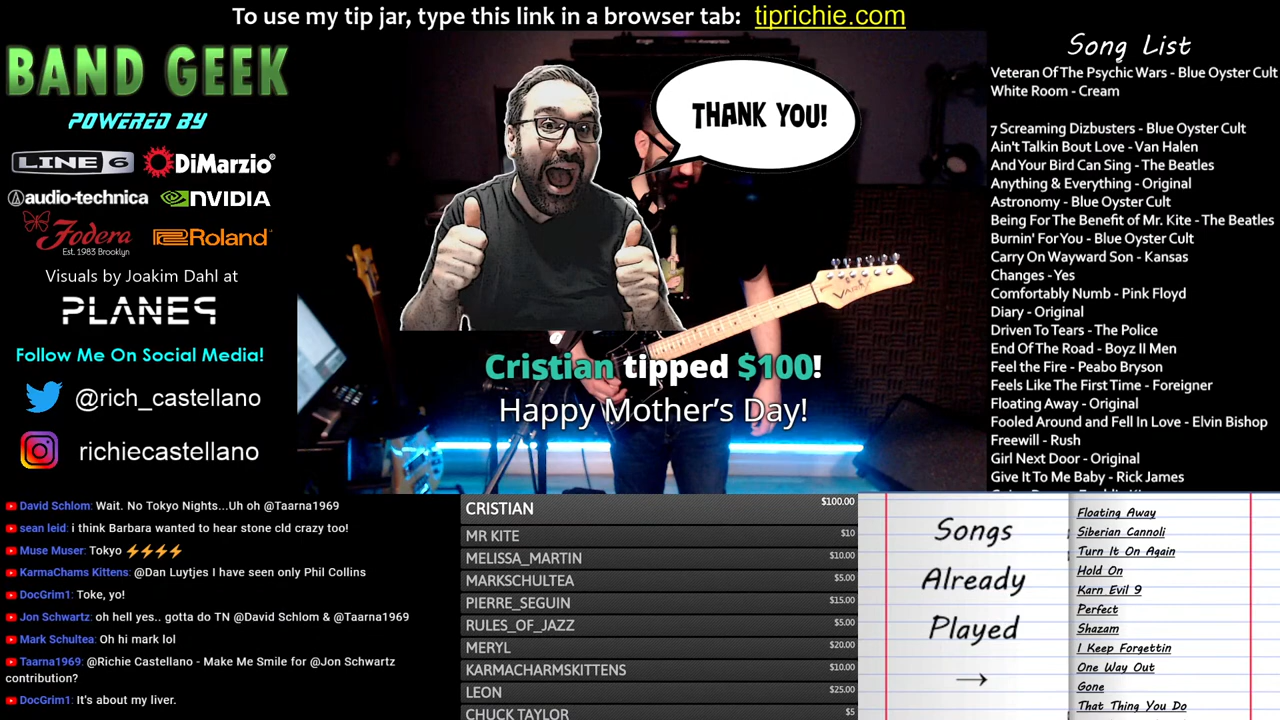 To use my tip jar, type this link in a browser tab: tiprichie.com
BAND GEEK
POWERED BY
LINE 6
DiMarzio®
audio-technica
NVIDIA
Fodera
Est. 1983 Brooklyn
Roland
Visuals by Joakim Dahl at
PLANE9
Follow Me On Social Media!
@rich_castellano
richiecastellano
THANK YOU!
Cristian tipped $100!
Happy Mother's Day!
Song List
Veteran Of The Psychic Wars - Blue Oyster Cult
White Room - Cream
7 Screaming Dizbusters - Blue Oyster Cult
Ain't Talkin Bout Love - Van Halen
And Your Bird Can Sing - The Beatles
Anything & Everything - Original
Astronomy - Blue Oyster Cult
Being For The Benefit of Mr. Kite - The Beatles
Burnin' For You - Blue Oyster Cult
Carry On Wayward Son - Kansas
Changes - Yes
Comfortably Numb - Pink Floyd
Diary - Original
Driven To Tears - The Police
End Of The Road - Boyz II Men
Feel the Fire - Peabo Bryson
Feels Like The First Time - Foreigner
Floating Away - Original
Fooled Around and Fell In Love - Elvin Bishop
Freewill - Rush
Girl Next Door - Original
Give It To Me Baby - Rick James
David Schlom: Wait. No Tokyo Nights...Uh oh @Taarna1969
sean leid: i think Barbara wanted to hear stone cld crazy too!
Muse Muser: Tokyo ⚡⚡⚡⚡
KarmaChams Kittens: @Dan Luytjes I have seen only Phil Collins
DocGrim1: Toke, yo!
Jon Schwartz: oh hell yes.. gotta do TN @David Schlom & @Taarna1969
Mark Schultea: Oh hi mark lol
Taarna1969: @Richie Castellano - Make Me Smile for @Jon Schwartz
contribution?
DocGrim1: It's about my liver.
CRISTIAN $100.00
MR KITE $10
MELISSA_MARTIN $10.00
MARKSCHULTEA $5.00
PIERRE_SEGUIN $15.00
RULES_OF_JAZZ $5.00
MERYL $20.00
KARMACHARMSKITTENS $10.00
LEON $25.00
CHUCK TAYLOR $5
Songs
Already
Played
→
Floating Away
Siberian Cannoli
Turn It On Again
Hold On
Karn Evil 9
Perfect
Shazam
I Keep Forgettin
One Way Out
Gone
That Thing You Do